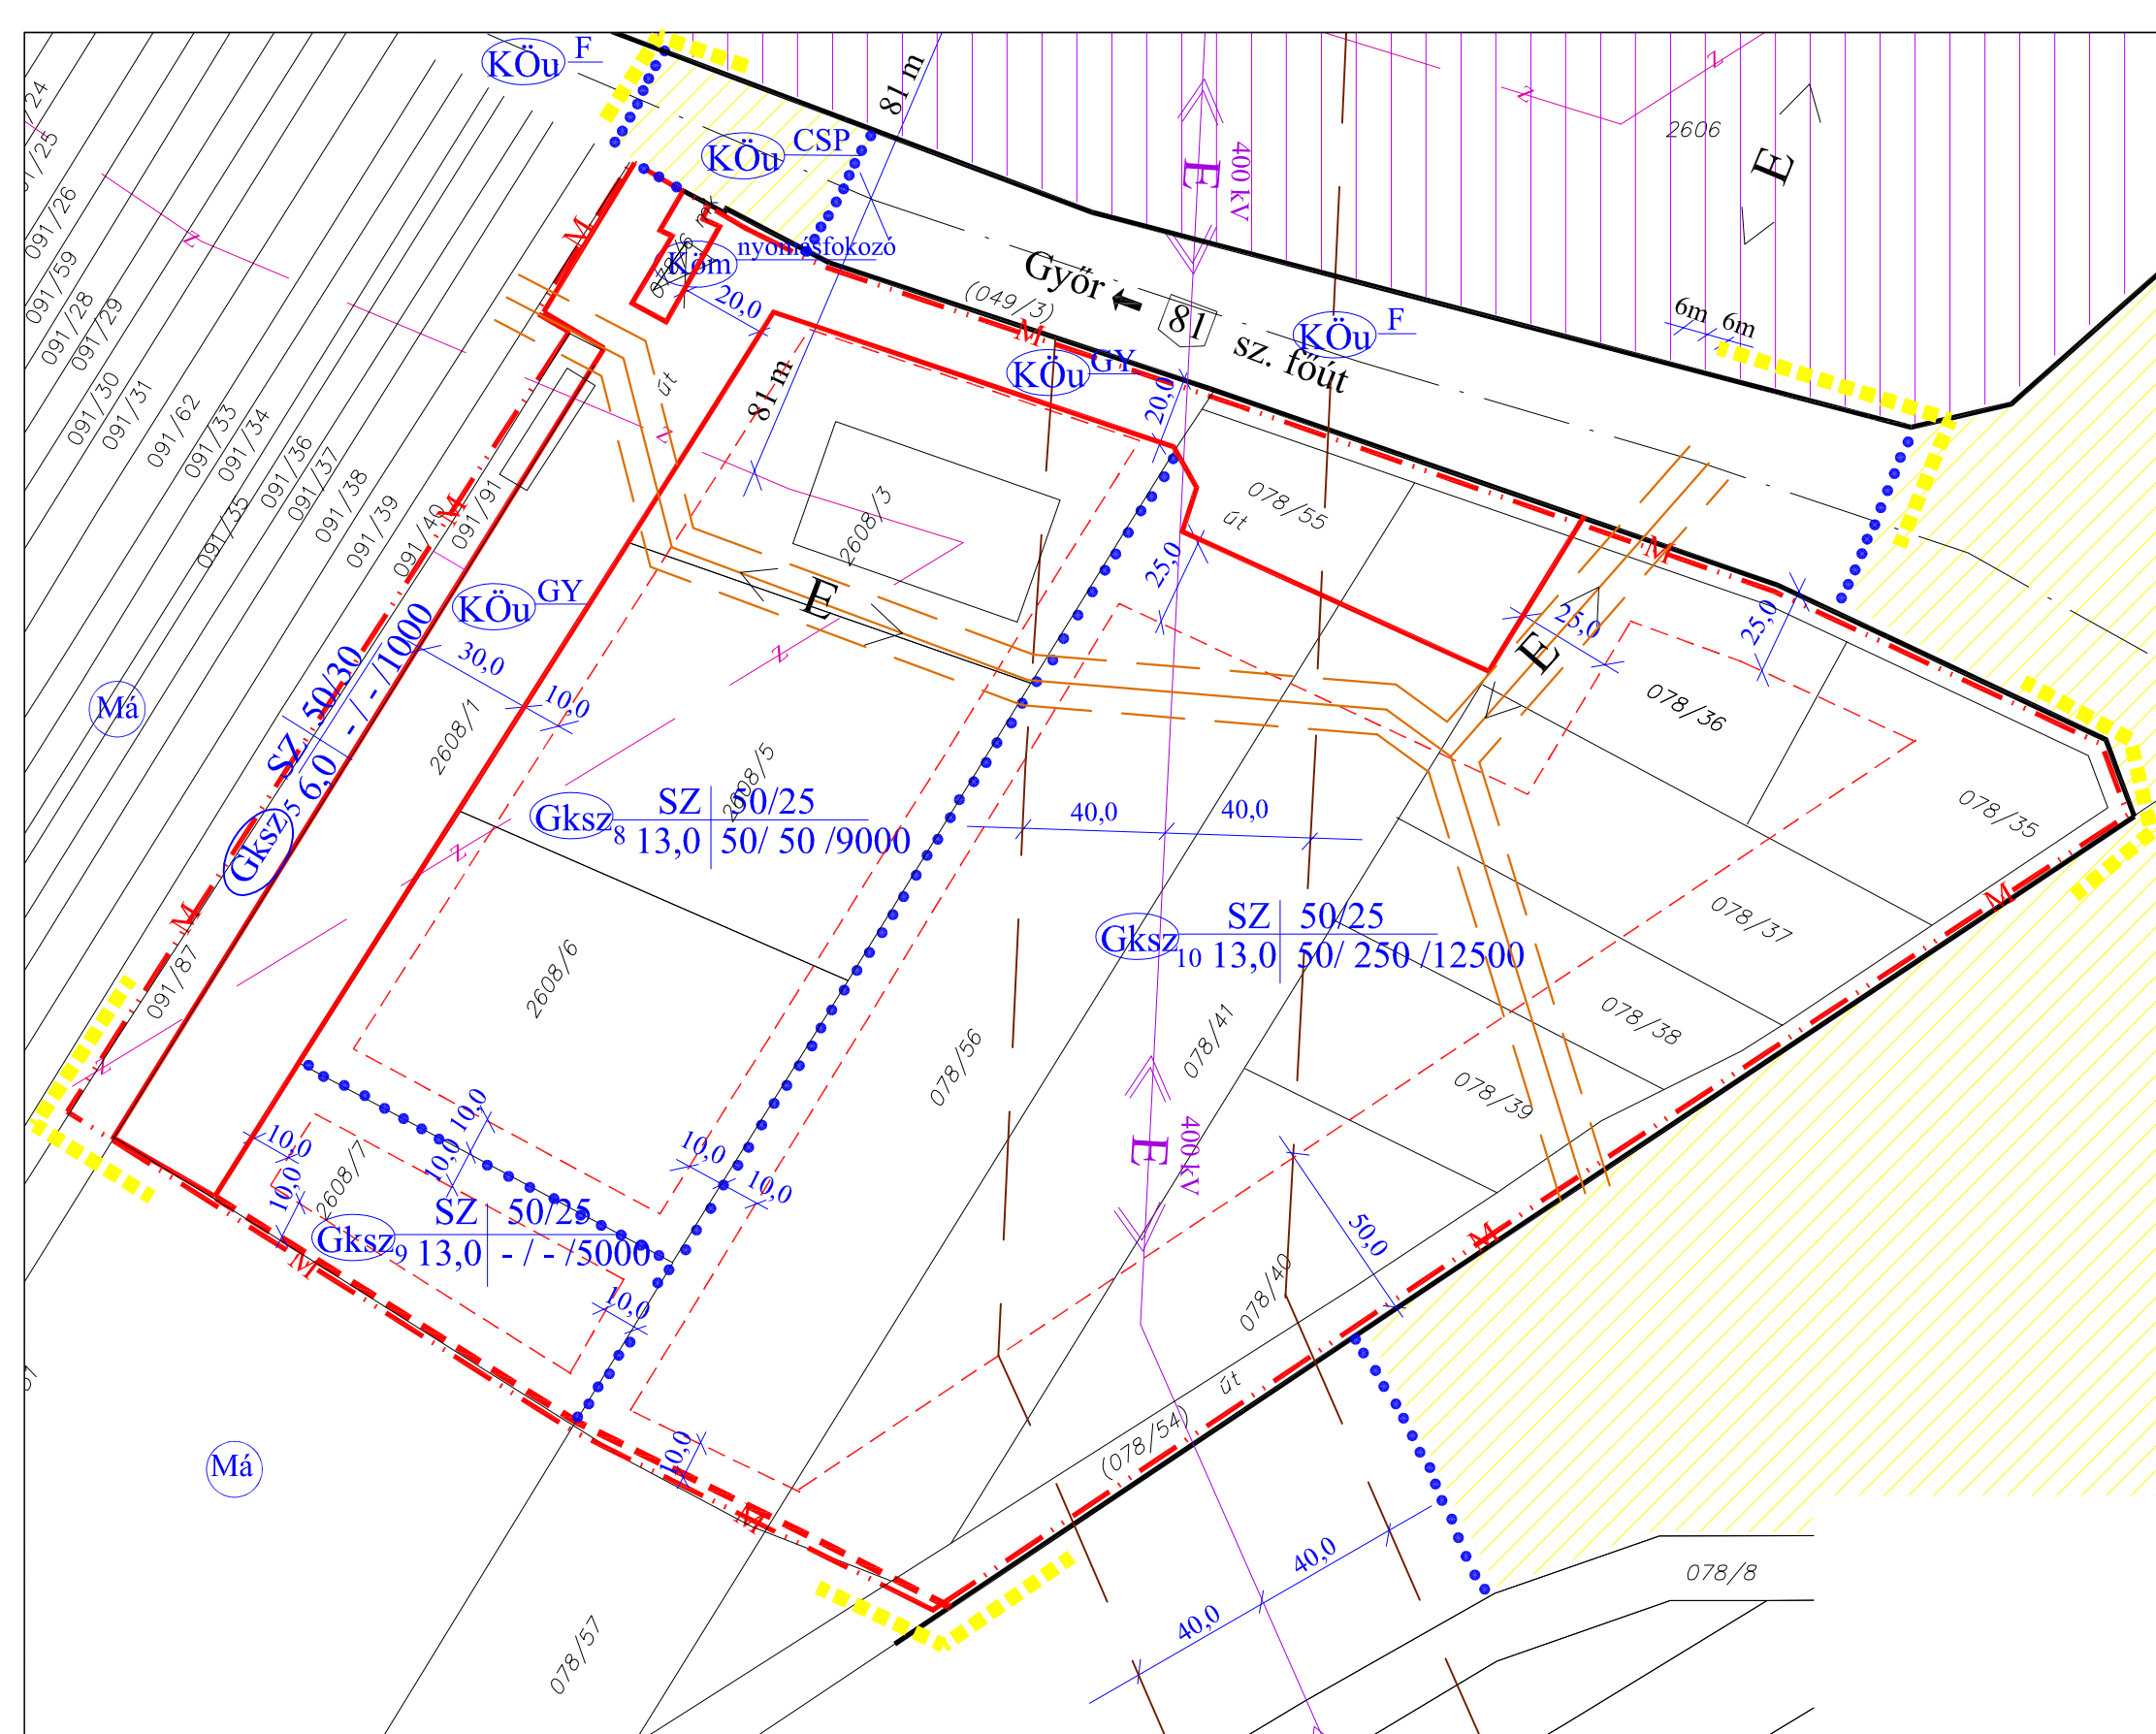 KÖu F
81 m
KÖu CSP
400 kV
E
2606
E
Z
Z
Z
M
Köm nyomásfokozó
20,0
Győr
(049/3)
81
sz. főút
KÖu F
6m 6m
M
KÖu GY
20,0
81 m
út
Z
091/26
091/59
091/28
091/29
091/30
091/31
091/62
091/33
091/34
091/35
091/36
091/37
091/38
091/39
091/40
091/91
M
2608/3
078/55
út
25,0
M
E
E
25,0
25,0
KÖu GY
30,0
10,0
Z
Má
SZ 50/30
Gksz 5 6,0 - / - /1000
2608/1
2608/5
078/36
078/35
Gksz 8
SZ 50/25
13,0 50/ 50 /9000
40,0
40,0
Z
M
078/37
M
Gksz 10
SZ 50/25
13,0 50/ 250 /12500
091/87
2608/6
078/56
078/41
078/38
078/39
Z
10,0
10,0
10,0
10,0
10,0
10,0
2608/7
E
400 kV
Gksz 9
SZ 50/25
13,0 - / - /5000
M
10,0
50,0
M
078/40
út
(078/54)
10,0
Má
M
40,0
40,0
078/8
078/57